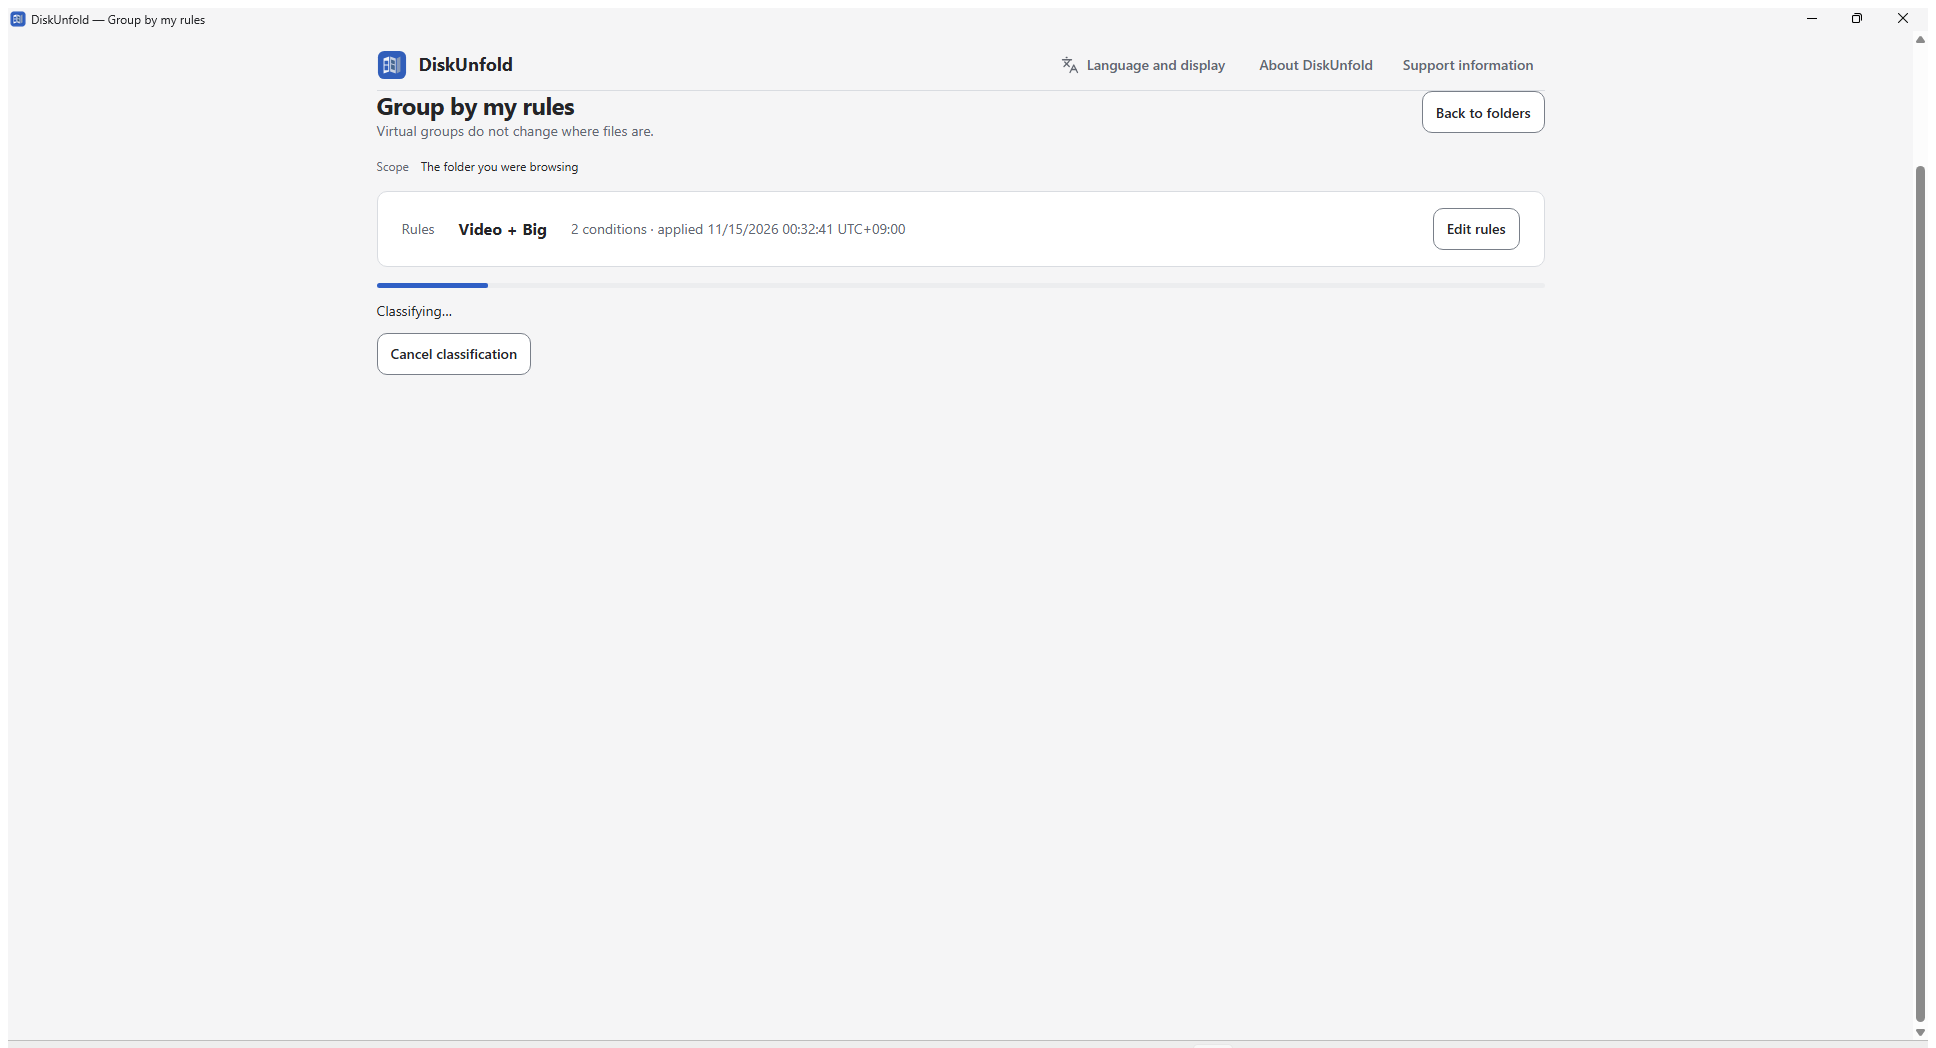 DiskUnfold — Group by my rules
DiskUnfold
Language and display
About DiskUnfold
Support information
Group by my rules
Back to folders
Virtual groups do not change where files are.
Scope The folder you were browsing
Rules Video + Big 2 conditions · applied 11/15/2026 00:32:41 UTC+09:00
Edit rules
Classifying...
Cancel classification